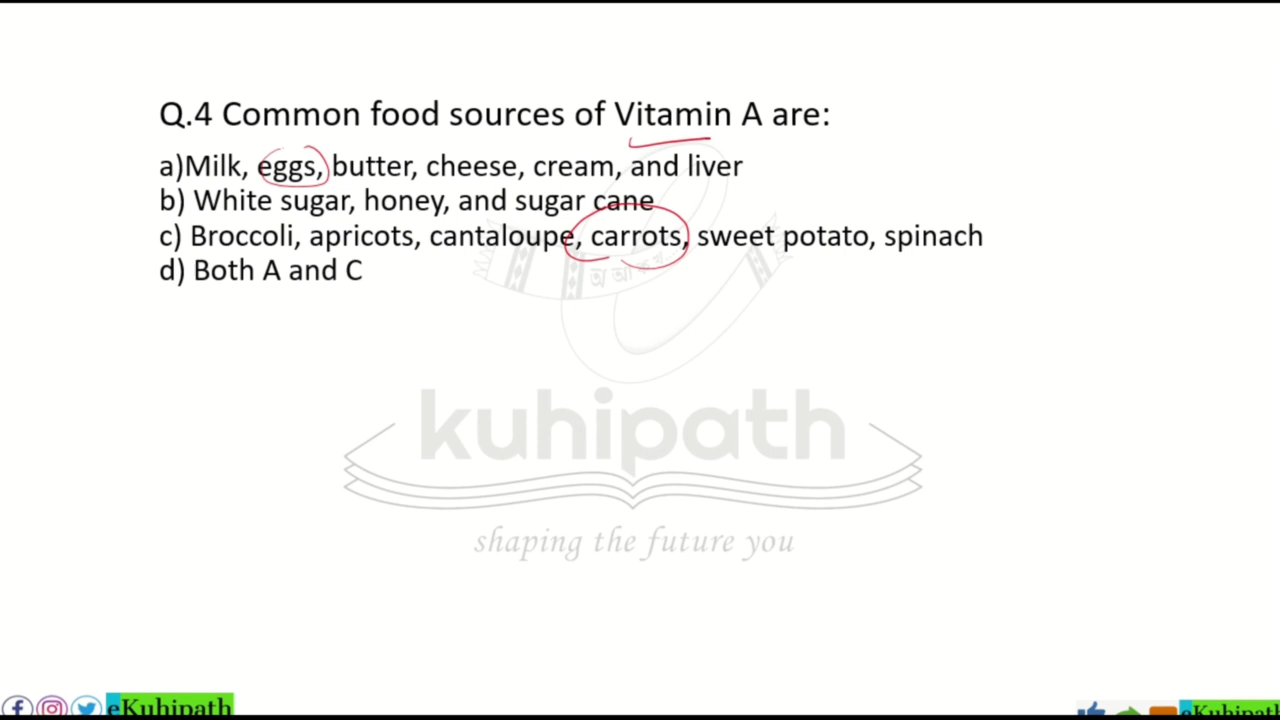 Q.4 Common food sources of Vitamin A are:
a)Milk, eggs, butter, cheese, cream, and liver
b) White sugar, honey, and sugar cane
c) Broccoli, apricots, cantaloupe, carrots, sweet potato, spinach
d) Both A and C
অ আ ক খ
kuhipath
shaping the future you
eKuhipath
eKuhipath